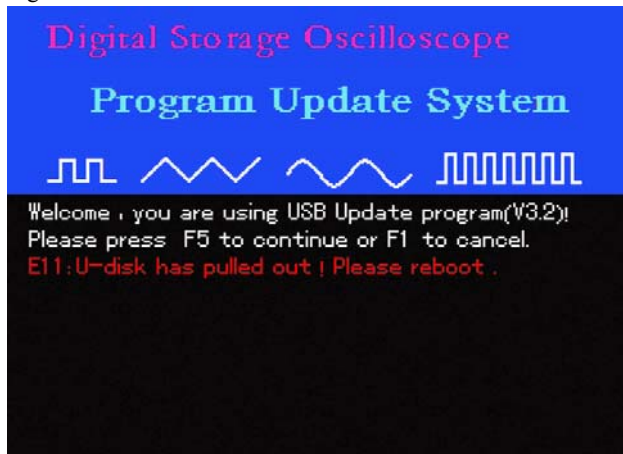 Digital Storage Oscilloscope
Program Update System
Welcome , you are using USB Update program(V3.2)!
Please press F5 to continue or F1 to cancel.
E11:U-disk has pulled out ! Please reboot .